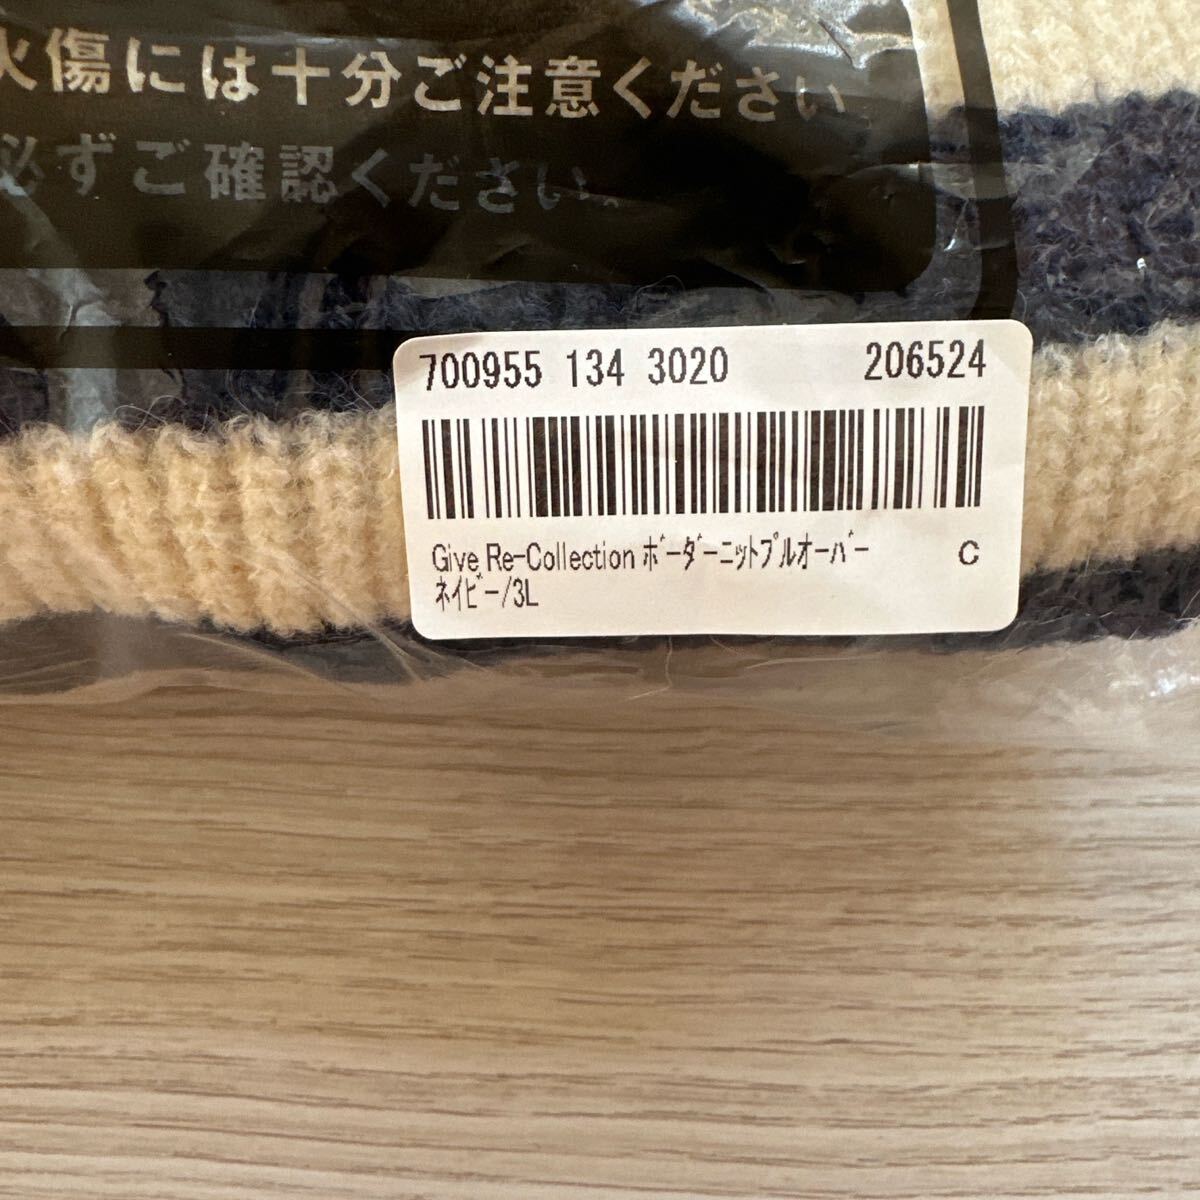 火傷には十分ご注意ください
必ずご確認ください。
700955 134 3020 206524
Give Re-Collection ﾎﾞｰﾀﾞｰﾆｯﾄﾌﾟﾙｵｰﾊﾞｰ C
ﾈｲﾋﾞｰ/3L